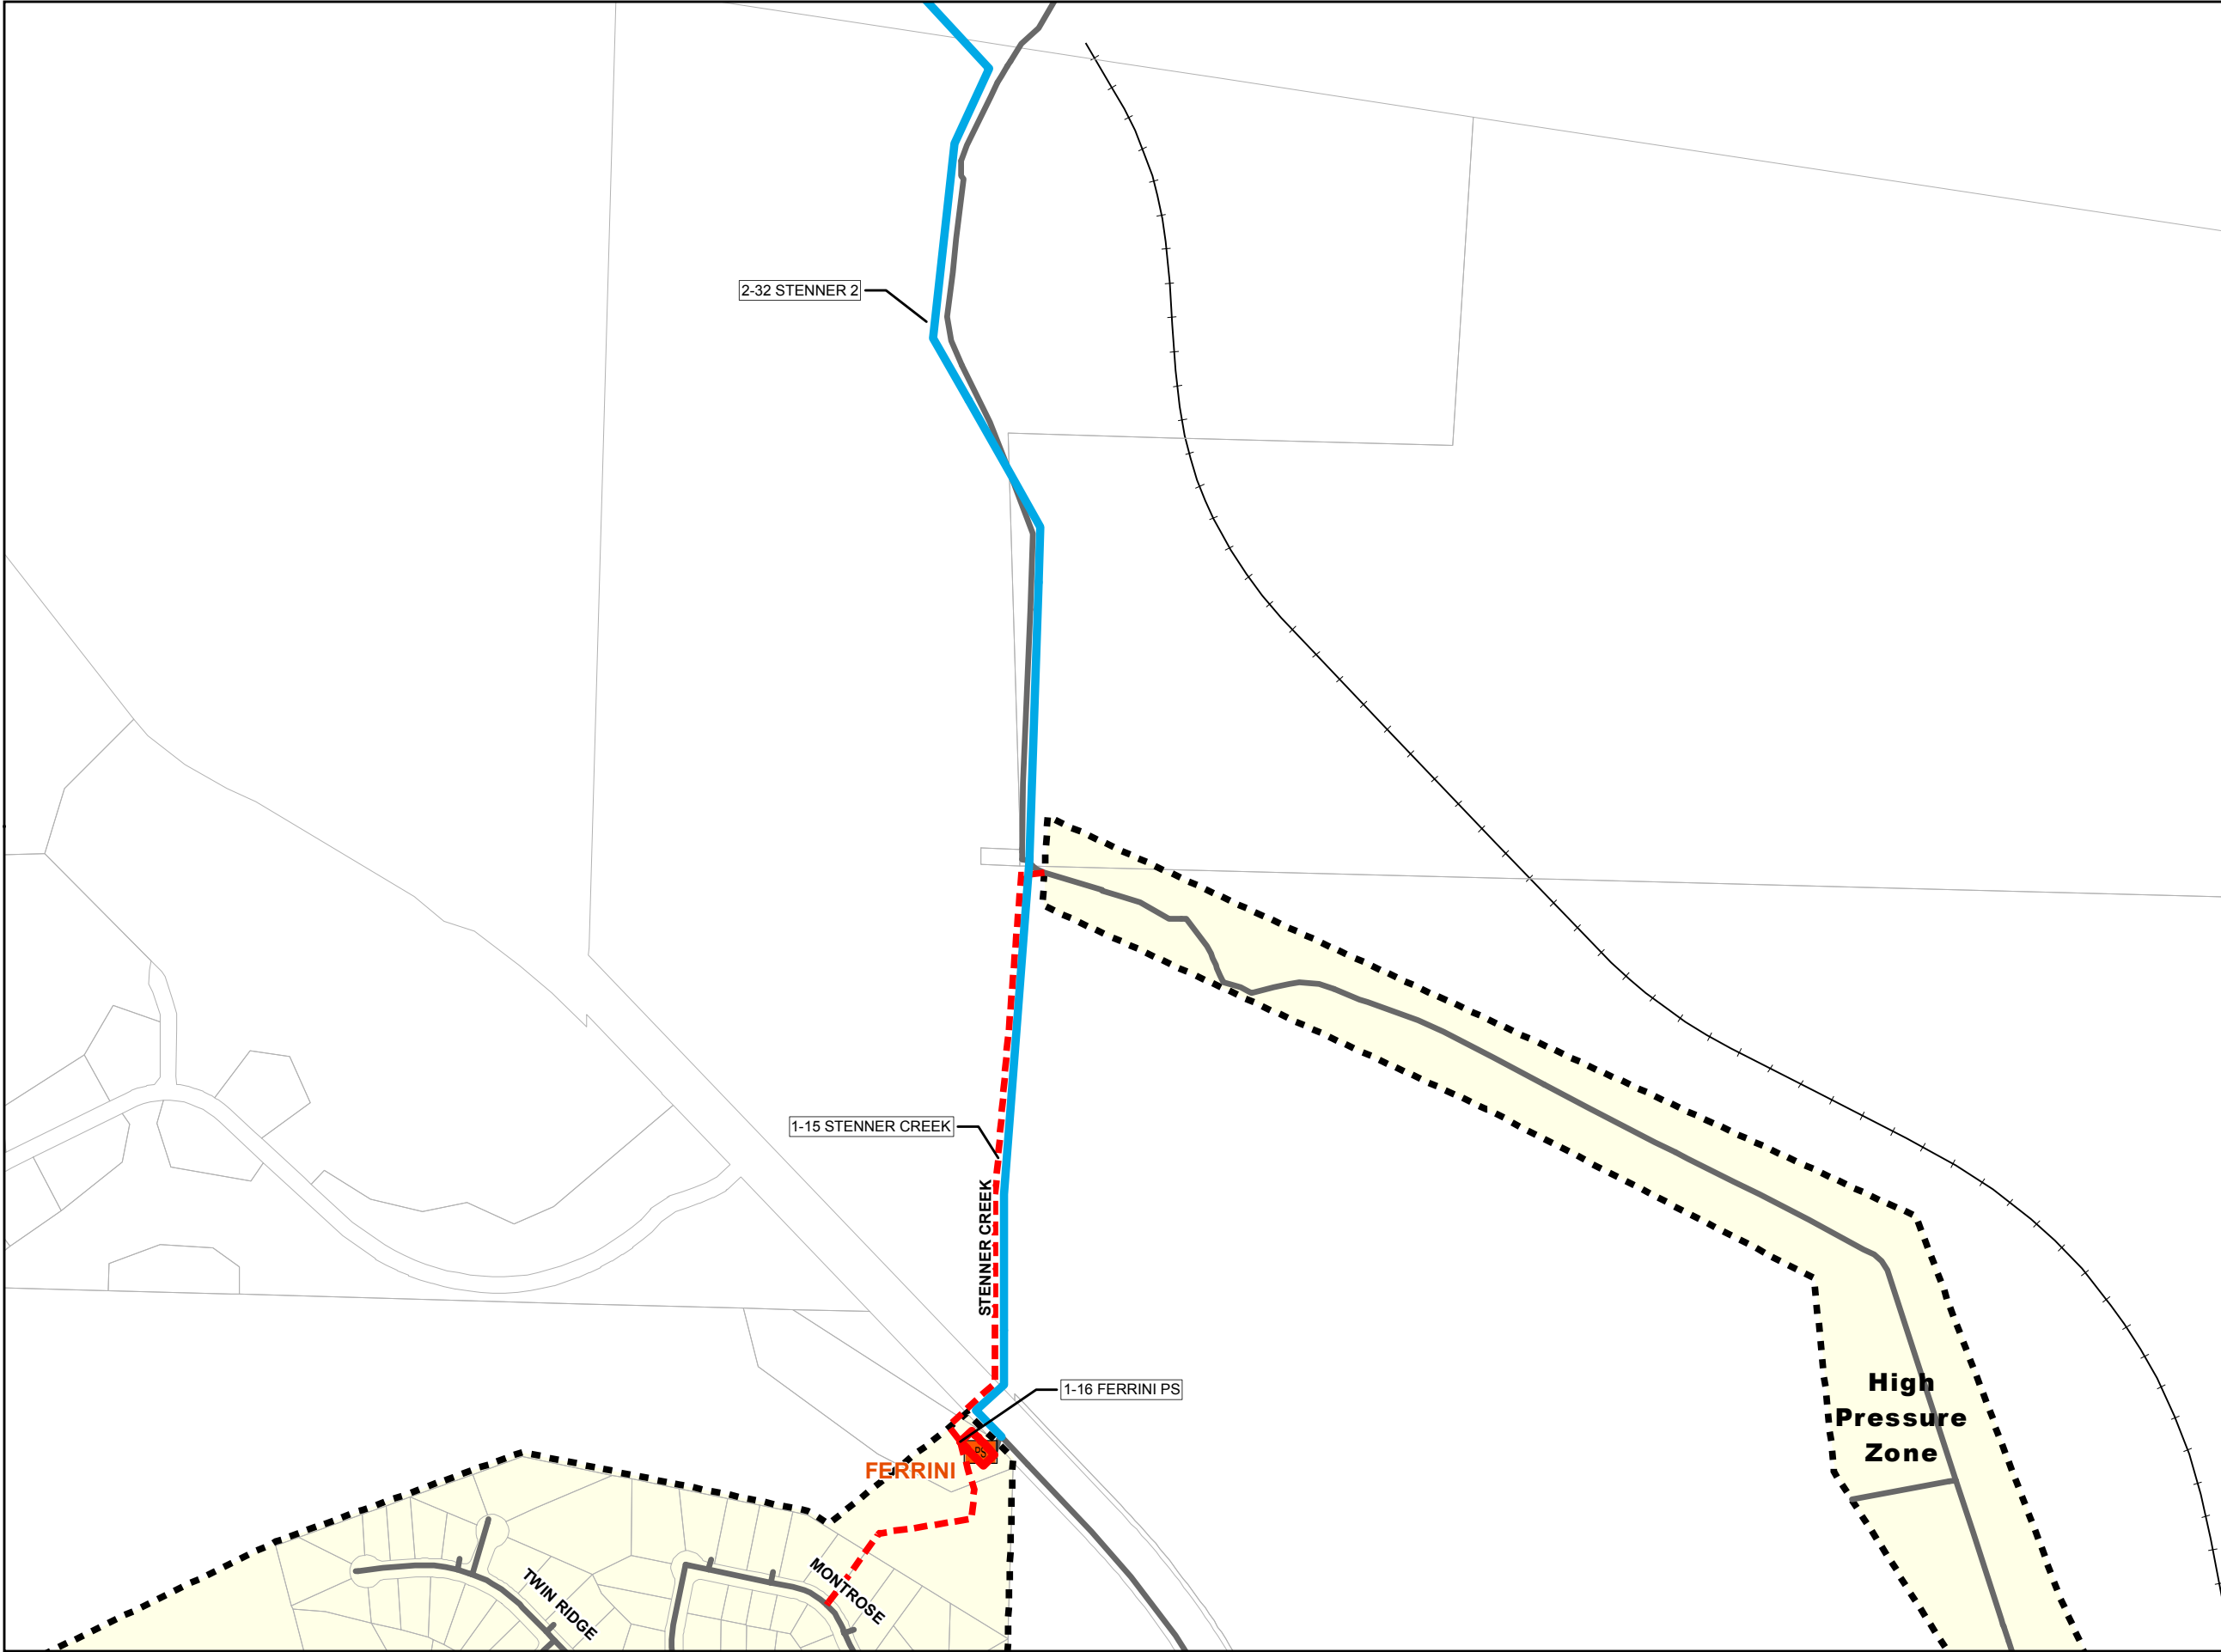 2-32 STENNER 2
1-15 STENNER CREEK
STENNER CREEK
1-16 FERRINI PS
High
Pressure
Zone
PS
FERRINI
MONTROSE
TWIN RIDGE